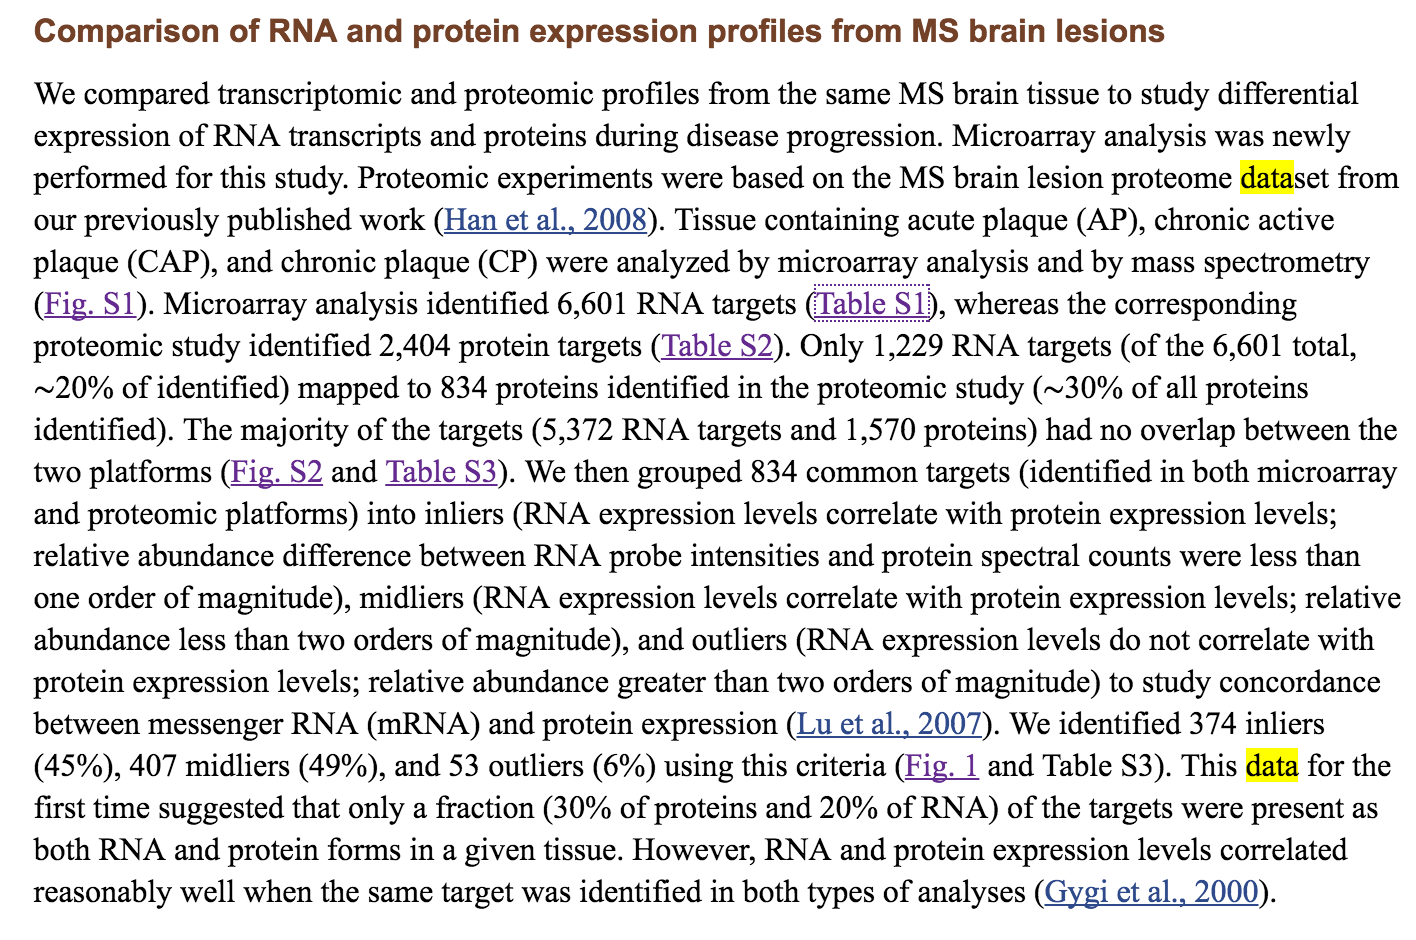 Comparison of RNA and protein expression profiles from MS brain lesions
We compared transcriptomic and proteomic profiles from the same MS brain tissue to study differential
expression of RNA transcripts and proteins during disease progression. Microarray analysis was newly
performed for this study. Proteomic experiments were based on the MS brain lesion proteome dataset from
our previously published work (Han et al., 2008). Tissue containing acute plaque (AP), chronic active
plaque (CAP), and chronic plaque (CP) were analyzed by microarray analysis and by mass spectrometry
(Fig. S1). Microarray analysis identified 6,601 RNA targets (Table S1), whereas the corresponding
proteomic study identified 2,404 protein targets (Table S2). Only 1,229 RNA targets (of the 6,601 total,
~20% of identified) mapped to 834 proteins identified in the proteomic study (~30% of all proteins
identified). The majority of the targets (5,372 RNA targets and 1,570 proteins) had no overlap between the
two platforms (Fig. S2 and Table S3). We then grouped 834 common targets (identified in both microarray
and proteomic platforms) into inliers (RNA expression levels correlate with protein expression levels;
relative abundance difference between RNA probe intensities and protein spectral counts were less than
one order of magnitude), midliers (RNA expression levels correlate with protein expression levels; relative
abundance less than two orders of magnitude), and outliers (RNA expression levels do not correlate with
protein expression levels; relative abundance greater than two orders of magnitude) to study concordance
between messenger RNA (mRNA) and protein expression (Lu et al., 2007). We identified 374 inliers
(45%), 407 midliers (49%), and 53 outliers (6%) using this criteria (Fig. 1 and Table S3). This data for the
first time suggested that only a fraction (30% of proteins and 20% of RNA) of the targets were present as
both RNA and protein forms in a given tissue. However, RNA and protein expression levels correlated
reasonably well when the same target was identified in both types of analyses (Gygi et al., 2000).